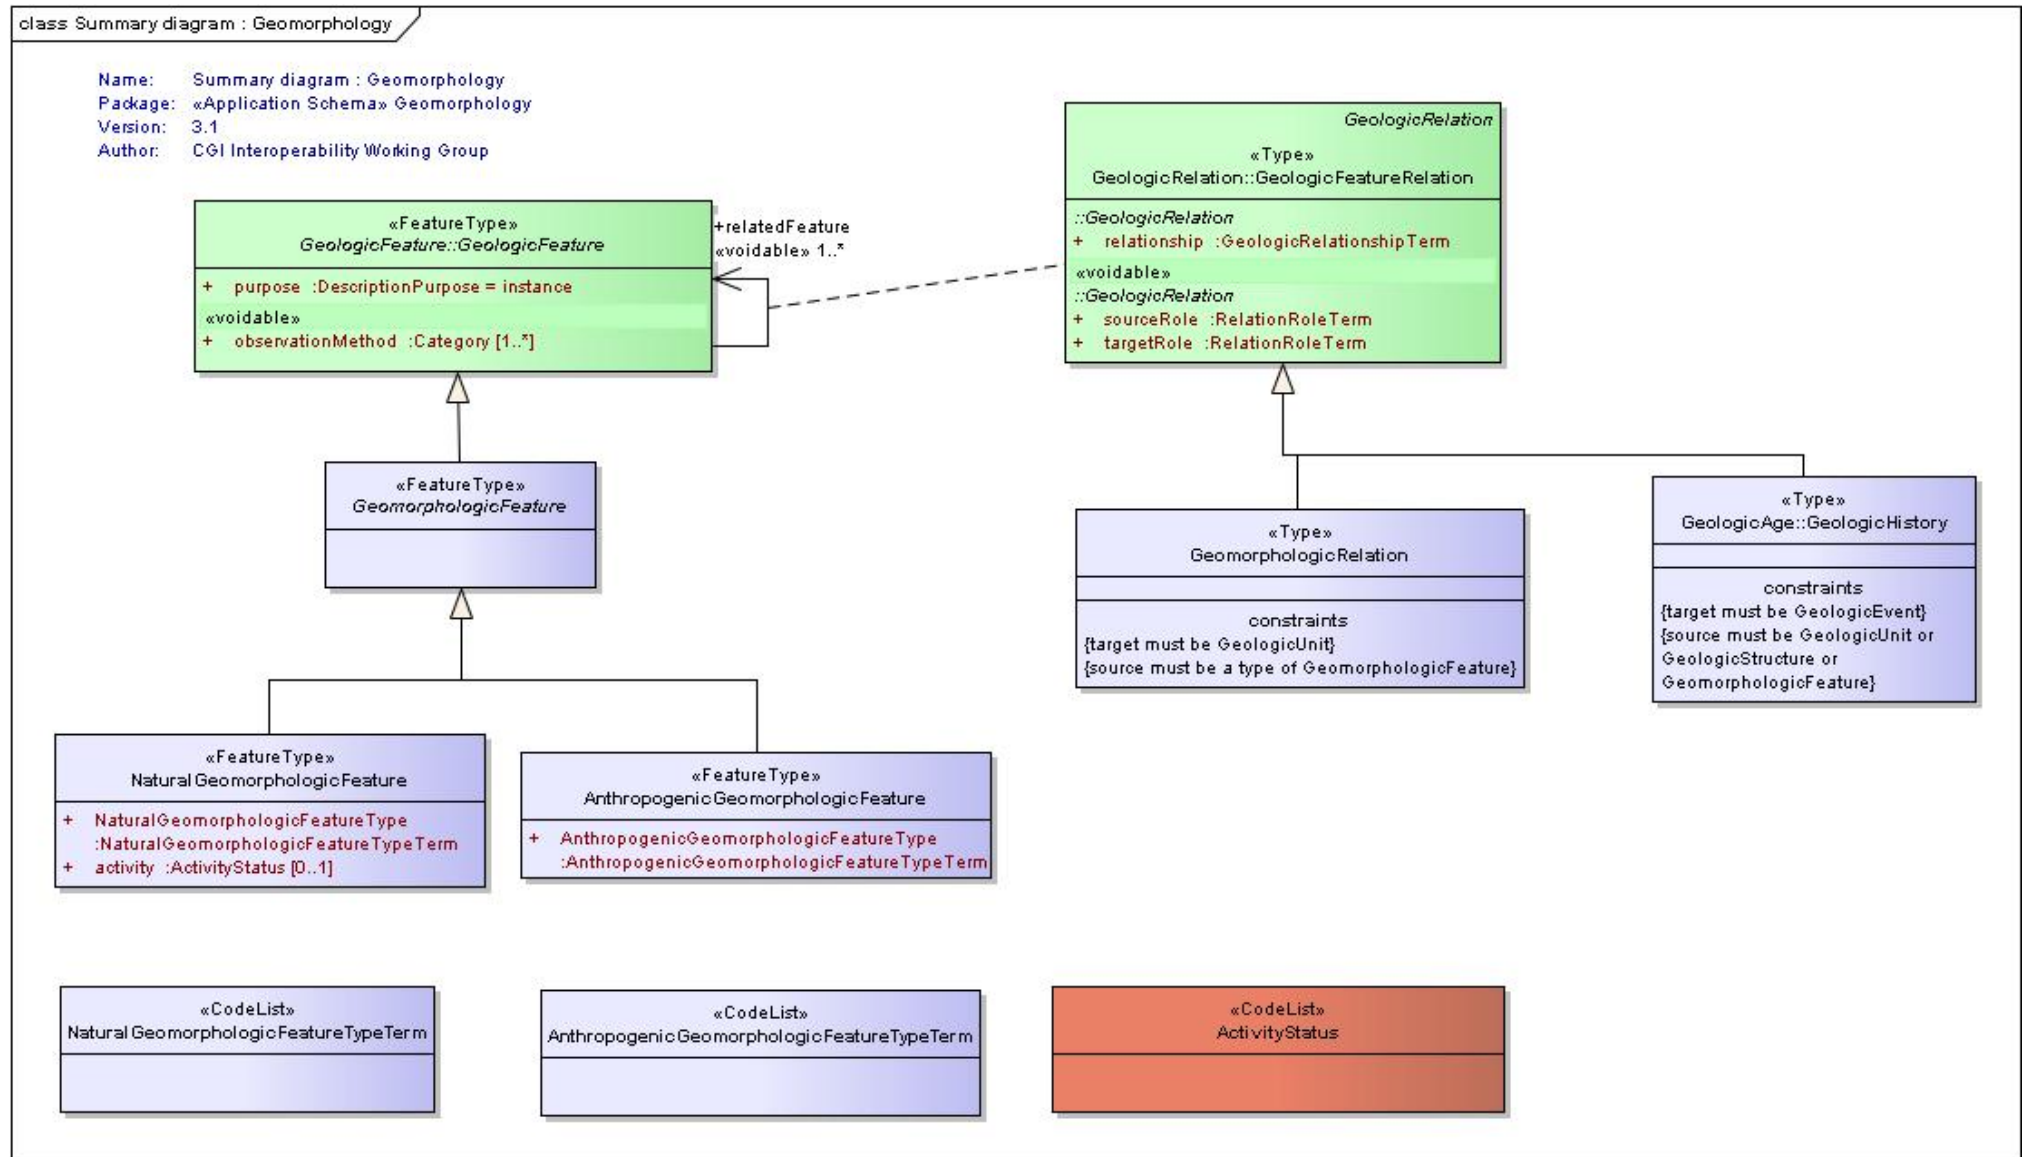 class Summary diagram : Geomorphology
Name: Summary diagram : Geomorphology
Package: «Application Schema» Geomorphology
Version: 3.1
Author: CGI Interoperability Working Group
«FeatureType»
GeologicFeature::GeologicFeature
+ purpose :DescriptionPurpose = instance
«voidable»
+ observationMethod :Category [1..*]
+relatedFeature
«voidable» 1..*
GeologicRelation
«Type»
GeologicRelation::GeologicFeatureRelation
::GeologicRelation
+ relationship :GeologicRelationshipTerm
«voidable»
::GeologicRelation
+ sourceRole :RelationRoleTerm
+ targetRole :RelationRoleTerm
«FeatureType»
GeomorphologicFeature
«Type»
GeomorphologicRelation
constraints
{target must be GeologicUnit}
{source must be a type of GeomorphologicFeature}
«Type»
GeologicAge::GeologicHistory
constraints
{target must be GeologicEvent}
{source must be GeologicUnit or
GeologicStructure or
GeomorphologicFeature}
«FeatureType»
NaturalGeomorphologicFeature
+ NaturalGeomorphologicFeatureType
:NaturalGeomorphologicFeatureTypeTerm
+ activity :ActivityStatus [0..1]
«FeatureType»
AnthropogenicGeomorphologicFeature
+ AnthropogenicGeomorphologicFeatureType
:AnthropogenicGeomorphologicFeatureTypeTerm
«CodeList»
NaturalGeomorphologicFeatureTypeTerm
«CodeList»
AnthropogenicGeomorphologicFeatureTypeTerm
«CodeList»
ActivityStatus